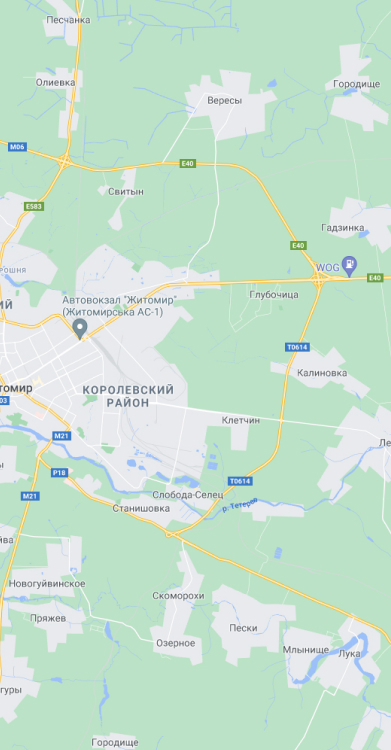 Песчанка
Олиевка
Городище
Вересы
M06
E40
Свитын
E583
Гадзинка
E40
WOG
E40
Глубочица
Автовокзал "Житомир"
(Житомирська АС-1)
T0614
Калиновка
КОРОЛЕВСКИЙ
РАЙОН
Клетчин
M21
P18
T0614
M21
Слобода-Селец
р. Тетерев
Станишовка
Новогуйвинское
Скоморохи
Пряжев
Пески
Озерное
Млынище
Лука
Городище